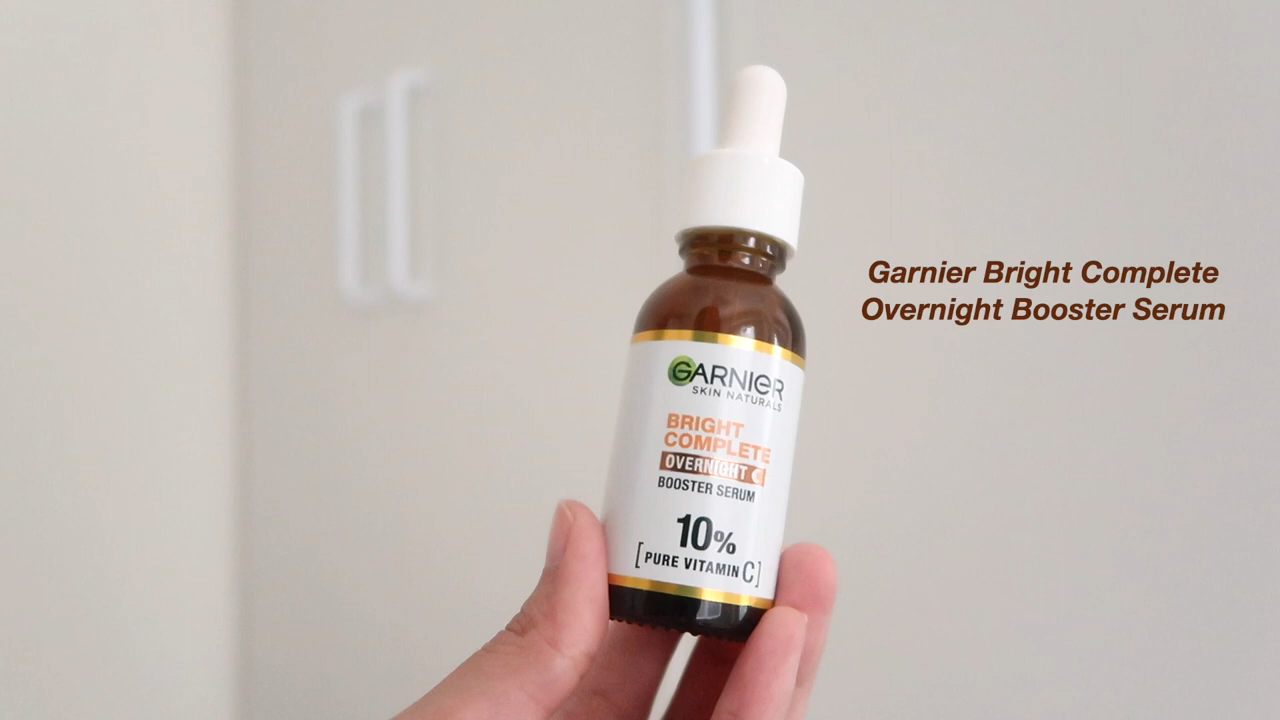 Garnier Bright Complete
Overnight Booster Serum
GARNIER
SKIN NATURALS
BRIGHT
COMPLETE
OVERNIGHT
BOOSTER SERUM
10%
[PURE VITAMIN C]